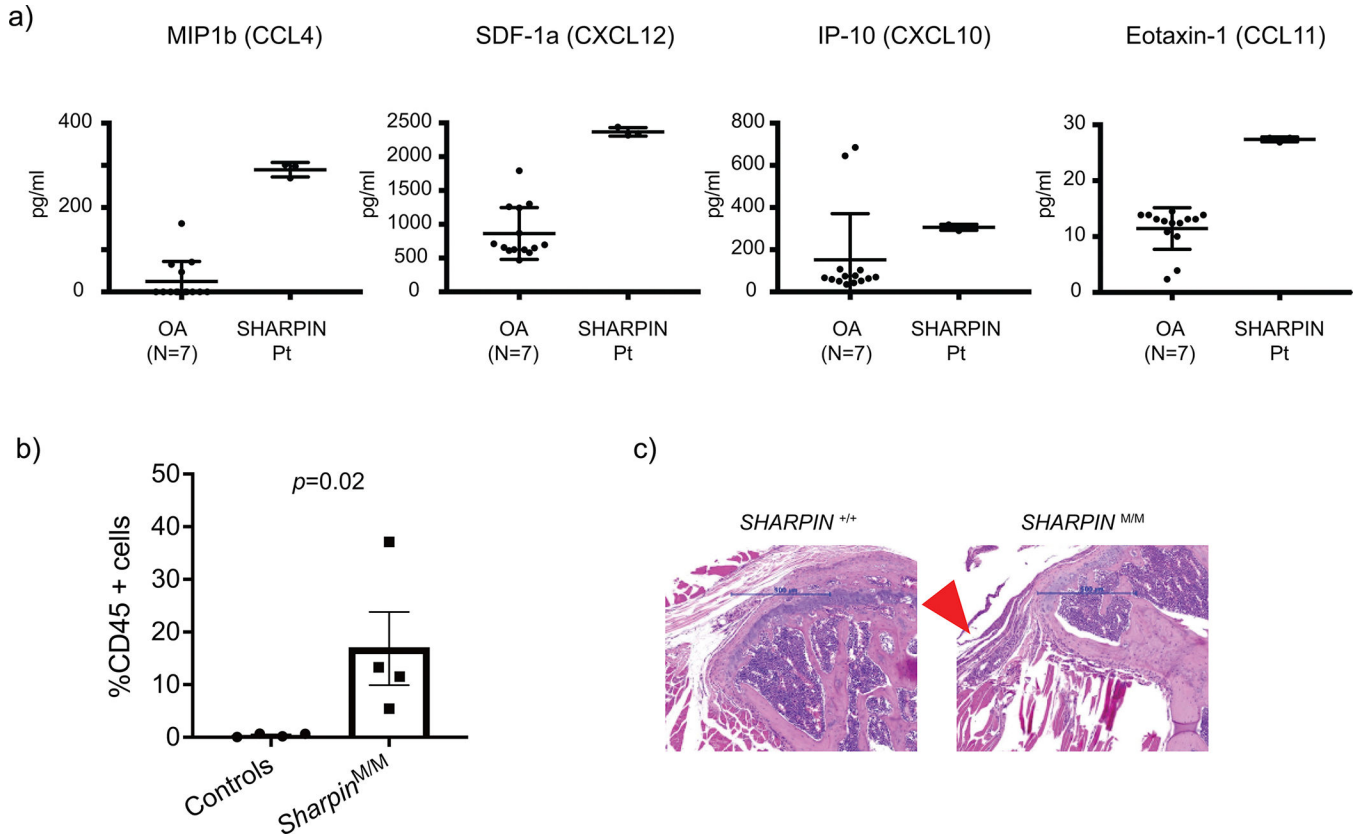 a)
MIP1b (CCL4)
SDF-1a (CXCL12)
IP-10 (CXCL10)
Eotaxin-1 (CCL11)
pg/ml
400
200
0
OA
(N=7)
SHARPIN
Pt
pg/ml
2500
2000
1500
1000
500
0
OA
(N=7)
SHARPIN
Pt
pg/ml
800
600
400
200
0
OA
(N=7)
SHARPIN
Pt
pg/ml
30
20
10
0
OA
(N=7)
SHARPIN
Pt
b)
%CD45 + cells
50
40
30
20
10
0
p=0.02
Controls
Sharpin M/M
c)
SHARPIN +/+
SHARPIN M/M